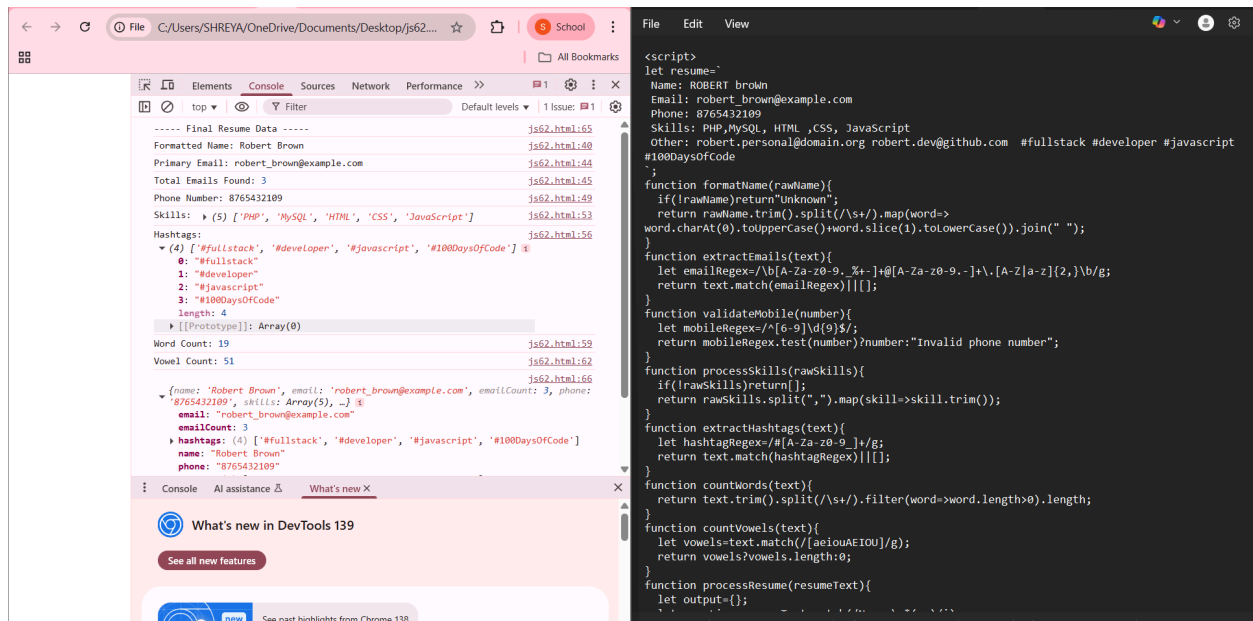 File C:/Users/SHREYA/OneDrive/Documents/Desktop/js62.... S School
All Bookmarks
Elements Console Sources Network Performance 1
top Filter Default levels 1 Issue: 1
----- Final Resume Data ----- js62.html:65
Formatted Name: Robert Brown js62.html:40
Primary Email: robert_brown@example.com js62.html:44
Total Emails Found: 3 js62.html:45
Phone Number: 8765432109 js62.html:49
Skills: (5) ['PHP', 'MySQL', 'HTML', 'CSS', 'JavaScript'] js62.html:53
Hashtags: js62.html:56
(4) ['#fullstack', '#developer', '#javascript', '#100DaysOfCode'] i
0: "#fullstack"
1: "#developer"
2: "#javascript"
3: "#100DaysOfCode"
length: 4
[[Prototype]]: Array(0)
Word Count: 19 js62.html:59
Vowel Count: 51 js62.html:62
js62.html:66
{name: 'Robert Brown', email: 'robert_brown@example.com', emailCount: 3, phone:
'8765432109', skills: Array(5), …} i
email: "robert_brown@example.com"
emailCount: 3
hashtags: (4) ['#fullstack', '#developer', '#javascript', '#100DaysOfCode']
name: "Robert Brown"
phone: "8765432109"
Console AI assistance What's new
What's new in DevTools 139
See all new features
new See past highlights from Chrome 138
File Edit View
<script>
let resume=`
Name: ROBERT broWn
Email: robert_brown@example.com
Phone: 8765432109
Skills: PHP,MySQL, HTML ,CSS, JavaScript
Other: robert.personal@domain.org robert.dev@github.com  #fullstack #developer #javascript
#100DaysOfCode
`;
function formatName(rawName){
if(!rawName)return"Unknown";
return rawName.trim().split(/\s+/).map(word=>
word.charAt(0).toUpperCase()+word.slice(1).toLowerCase()).join(" ");
}
function extractEmails(text){
let emailRegex=/\b[A-Za-z0-9._%+-]+@[A-Za-z0-9.-]+\.[A-Z|a-z]{2,}\b/g;
return text.match(emailRegex)||[];
}
function validateMobile(number){
let mobileRegex=/^[6-9]\d{9}$/;
return mobileRegex.test(number)?number:"Invalid phone number";
}
function processSkills(rawSkills){
if(!rawSkills)return[];
return rawSkills.split(",").map(skill=>skill.trim());
}
function extractHashtags(text){
let hashtagRegex=/#[A-Za-z0-9_]+/g;
return text.match(hashtagRegex)||[];
}
function countWords(text){
return text.trim().split(/\s+/).filter(word=>word.length>0).length;
}
function countVowels(text){
let vowels=text.match(/[aeiouAEIOU]/g);
return vowels?vowels.length:0;
}
function processResume(resumeText){
let output={};